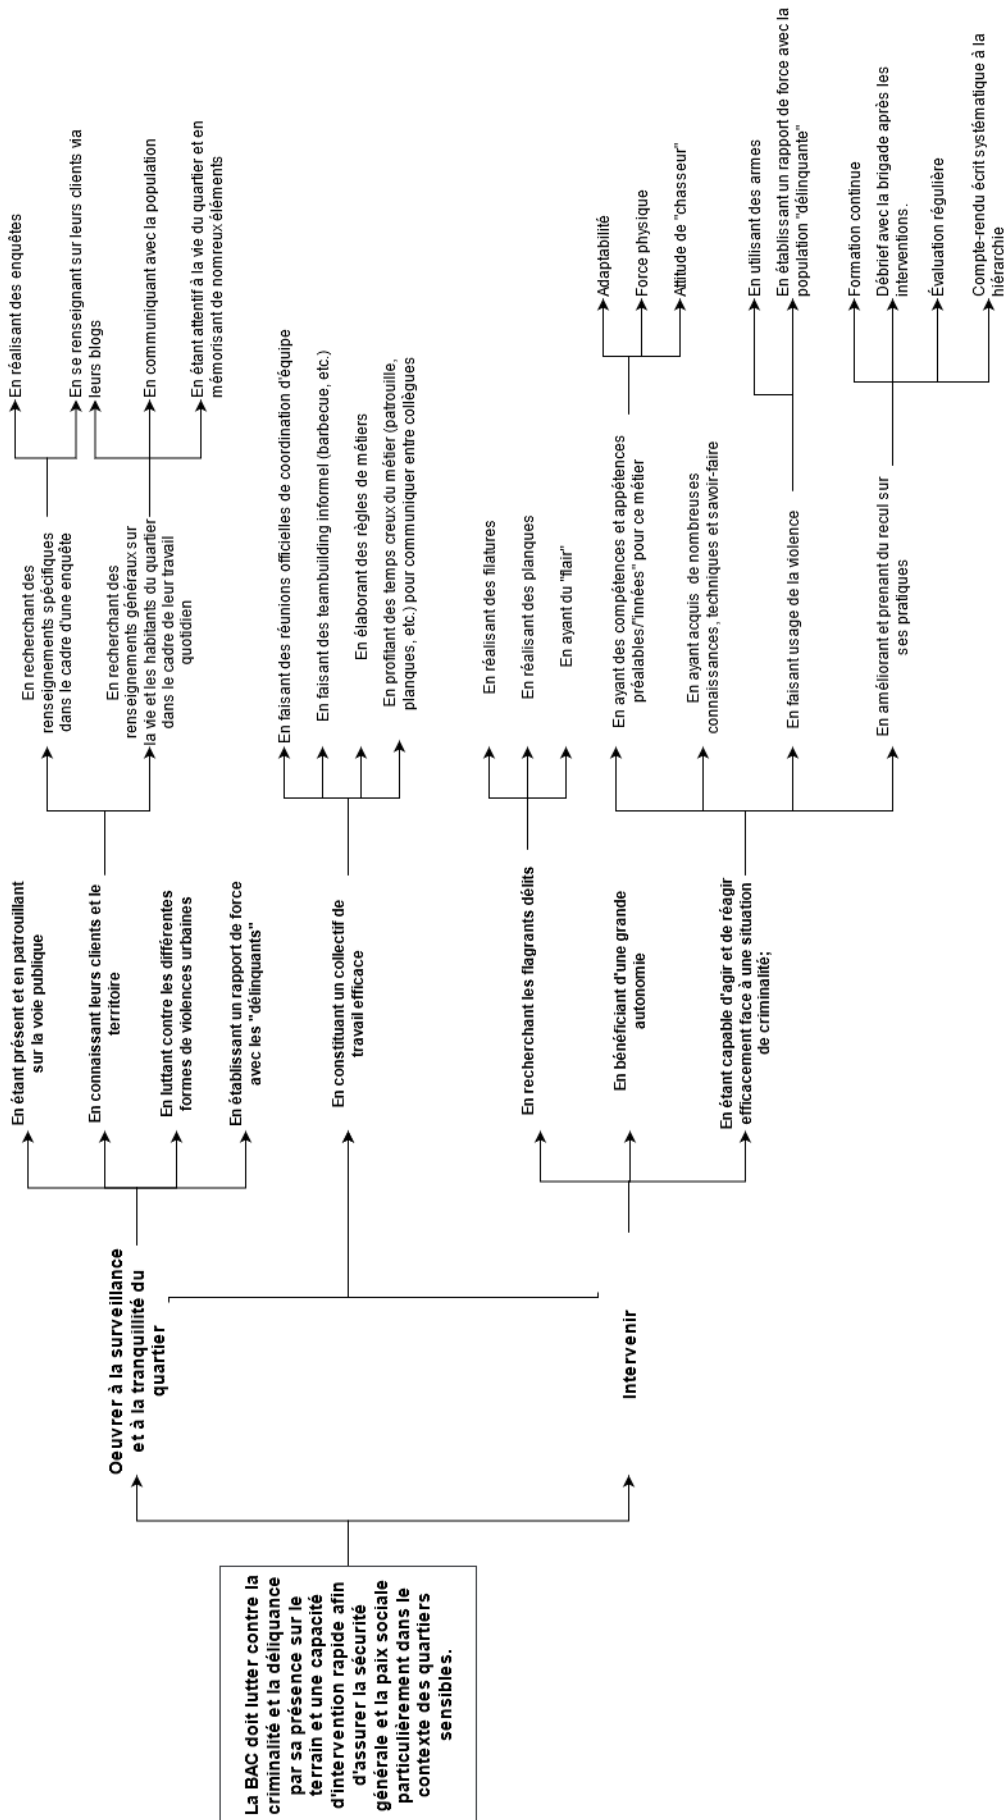 La BAC doit lutter contre la
criminalité et la déliquance
par sa présence sur le
terrain et une capacité
d'intervention rapide afin
d'assurer la sécurité
générale et la paix sociale
particulièrement dans le
contexte des quartiers
sensibles.
Oeuvrer à la surveillance
et à la tranquillité du
quartier
Intervenir
En étant présent et en patrouillant
sur la voie publique
En connaissant leurs clients et le
territoire
En luttant contre les différentes
formes de violences urbaines
En établissant un rapport de force
avec les "délinquants"
En constituant un collectif de
travail efficace
En recherchant les flagrants délits
En bénéficiant d'une grande
autonomie
En étant capable d'agir et de réagir
efficacement face à une situation
de criminalité;
En recherchant des
renseignements spécifiques
dans le cadre d'une enquête
En recherchant des
renseignements généraux sur
la vie et les habitants du quartier
dans le cadre de leur travail
quotidien
En faisant des réunions officielles de coordination d'équipe
En faisant des teambuilding informel (barbecue, etc.)
En élaborant des règles de métiers
En profitant des temps creux du métier (patrouille,
planques, etc.) pour communiquer entre collègues
En réalisant des filatures
En réalisant des planques
En ayant du "flair"
En ayant des compétences et appétences
préalables/"innées" pour ce métier
En ayant acquis de nombreuses
connaissances, techniques et savoir-faire
En faisant usage de la violence
En améliorant et prenant du recul sur
ses pratiques
En réalisant des enquêtes
En se renseignant sur leurs clients via
leurs blogs
En communiquant avec la population
En étant attentif à la vie du quartier et en
mémorisant de nomreux éléments
Adaptabilité
Force physique
Attitude de "chasseur"
En utilisant des armes
En établissant un rapport de force avec la
population "délinquante"
Formation continue
Débrief avec la brigade après les
interventions.
Évaluation régulière
Compte-rendu écrit systématique à la
hiérarchie